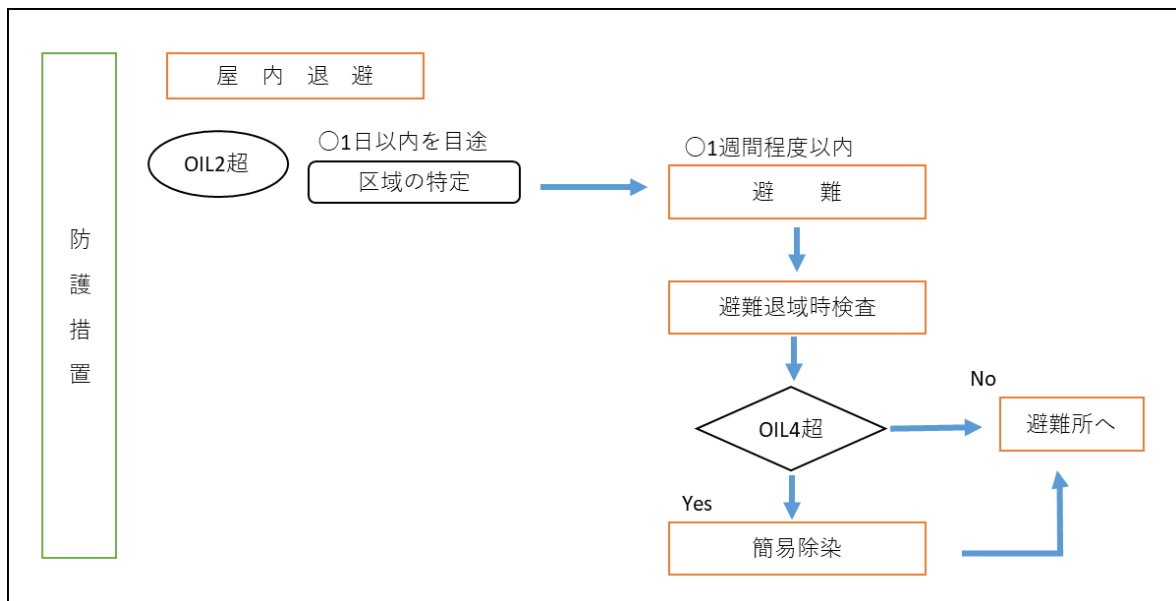 防護措置
屋　内　退　避
OIL2超
○1日以内を目途
区域の特定
○1週間程度以内
避　　難
避難退域時検査
OIL4超
No
避難所へ
Yes
簡易除染